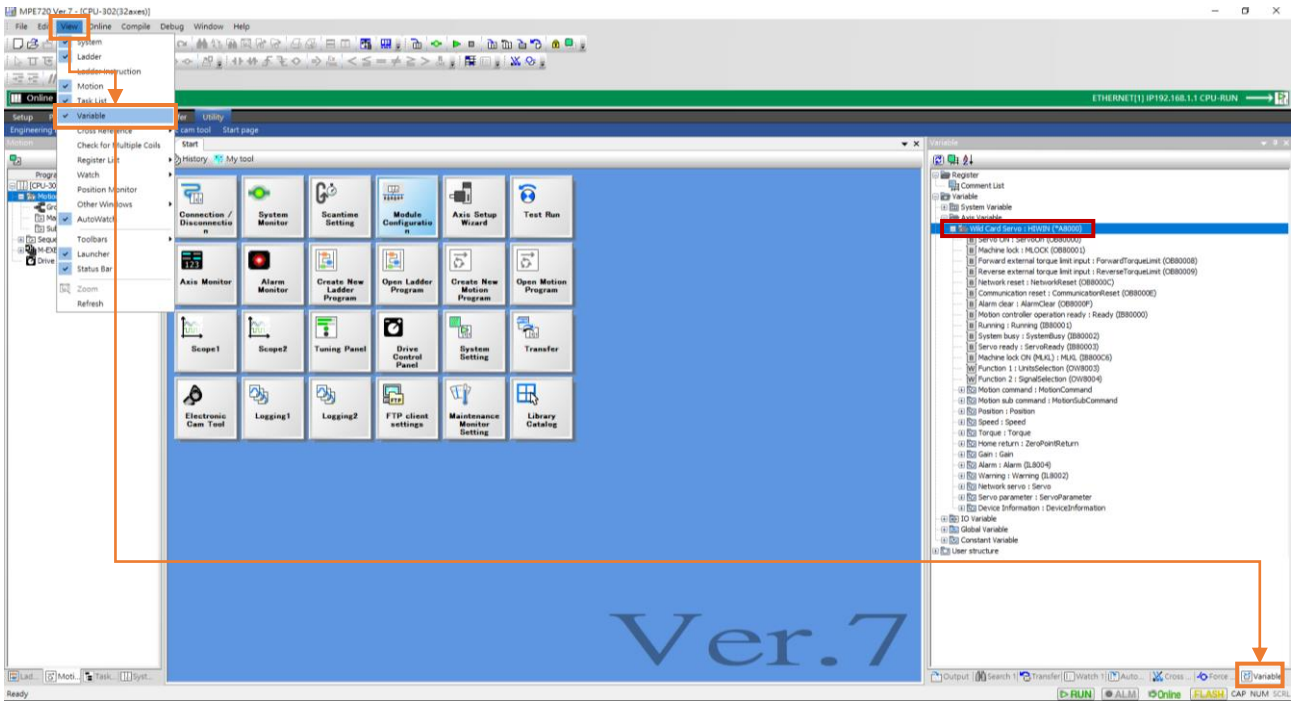 MPE720 Ver.7 - [CPU-302(32axes)]
File Edit View Online Compile Debug Window Help
System
Ladder
Ladder Instruction
Motion
Task List
Variable
Cross Reference
Check for Multiple Coils
Register List
Watch
Position Monitor
Other Windows
AutoWatch
Toolbars
Launcher
Status Bar
Zoom
Refresh
Online
ETHERNET[1] IP192.168.1.1 CPU-RUN
Setup
Utility
Engineering
cam tool Start page
Motion
Start
History My tool
Connection / Disconnectio n
System Monitor
Scantime Setting
Module Configuratio n
Axis Setup Wizard
Test Run
Axis Monitor
Alarm Monitor
Create New Ladder Program
Open Ladder Program
Create New Motion Program
Open Motion Program
Scope1
Scope2
Tuning Panel
Drive Control Panel
System Setting
Transfer
Electronic Cam Tool
Logging1
Logging2
FTP client settings
Maintenance Monitor Setting
Library Catalog
Ver.7
Variable
Register
Comment List
Variable
System Variable
Axis Variable
Wild Card Servo : HIWIN (*A8000)
Servo ON : ServoOn (OB80000)
Machine lock : MLOCK (OB80001)
Forward external torque limit input : ForwardTorqueLimit (OB80008)
Reverse external torque limit input : ReverseTorqueLimit (OB80009)
Network reset : NetworkReset (OB8000C)
Communication reset : CommunicationReset (OB8000E)
Alarm clear : AlarmClear (OB8000F)
Motion controller operation ready : Ready (IB80000)
Running : Running (IB80001)
System busy : SystemBusy (IB80002)
Servo ready : ServoReady (IB80003)
Machine lock ON (MLKL) : MLKL (IB800C6)
Function 1 : UnitsSelection (OW8003)
Function 2 : SignalSelection (OW8004)
Motion command : MotionCommand
Motion sub command : MotionSubCommand
Position : Position
Speed : Speed
Torque : Torque
Home return : ZeroPointReturn
Gain : Gain
Alarm : Alarm (IL8004)
Warning : Warning (IL8002)
Network servo : Servo
Servo parameter : ServoParameter
Device Information : DeviceInformation
IO Variable
Global Variable
Constant Variable
User structure
Lad... Moti... Task... Syst...
Output Search 1 Transfer Watch 1 Auto... Cross ... Force ... Variable
Ready
RUN ALM Online FLASH CAP NUM SCRL